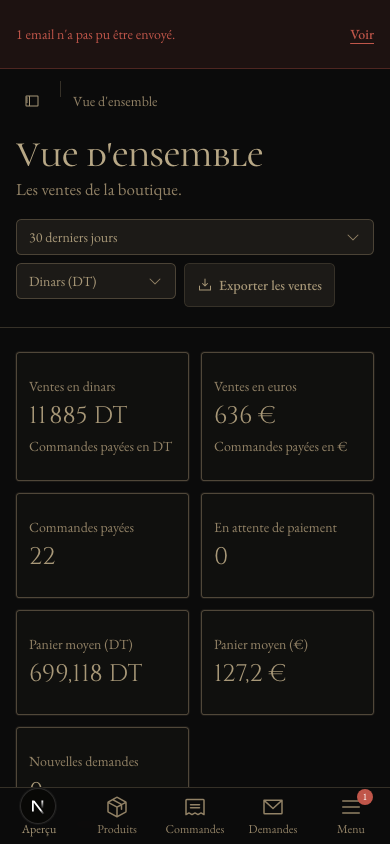 1 email n'a pas pu être envoyé.
Voir
Vue d'ensemble
Vue d'ensemble
Les ventes de la boutique.
30 derniers jours
Dinars (DT)
Exporter les ventes
Ventes en dinars
11 885 DT
Commandes payées en DT
Ventes en euros
636 €
Commandes payées en €
Commandes payées
22
En attente de paiement
0
Panier moyen (DT)
699,118 DT
Panier moyen (€)
127,2 €
Nouvelles demandes
N
1
Aperçu
Produits
Commandes
Demandes
Menu